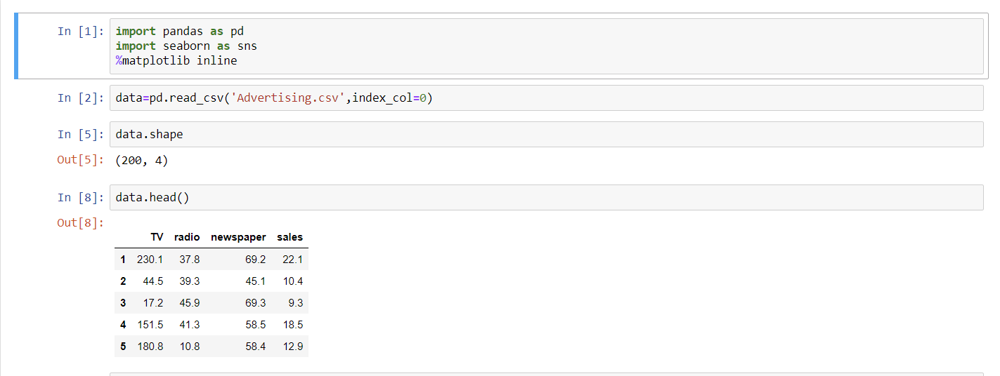 In [1]: import pandas as pd
import seaborn as sns
%matplotlib inline
In [2]: data=pd.read_csv('Advertising.csv',index_col=0)
In [5]: data.shape
Out[5]: (200, 4)
In [8]: data.head()
Out[8]:
TV radio newspaper sales
1 230.1 37.8 69.2 22.1
2 44.5 39.3 45.1 10.4
3 17.2 45.9 69.3 9.3
4 151.5 41.3 58.5 18.5
5 180.8 10.8 58.4 12.9